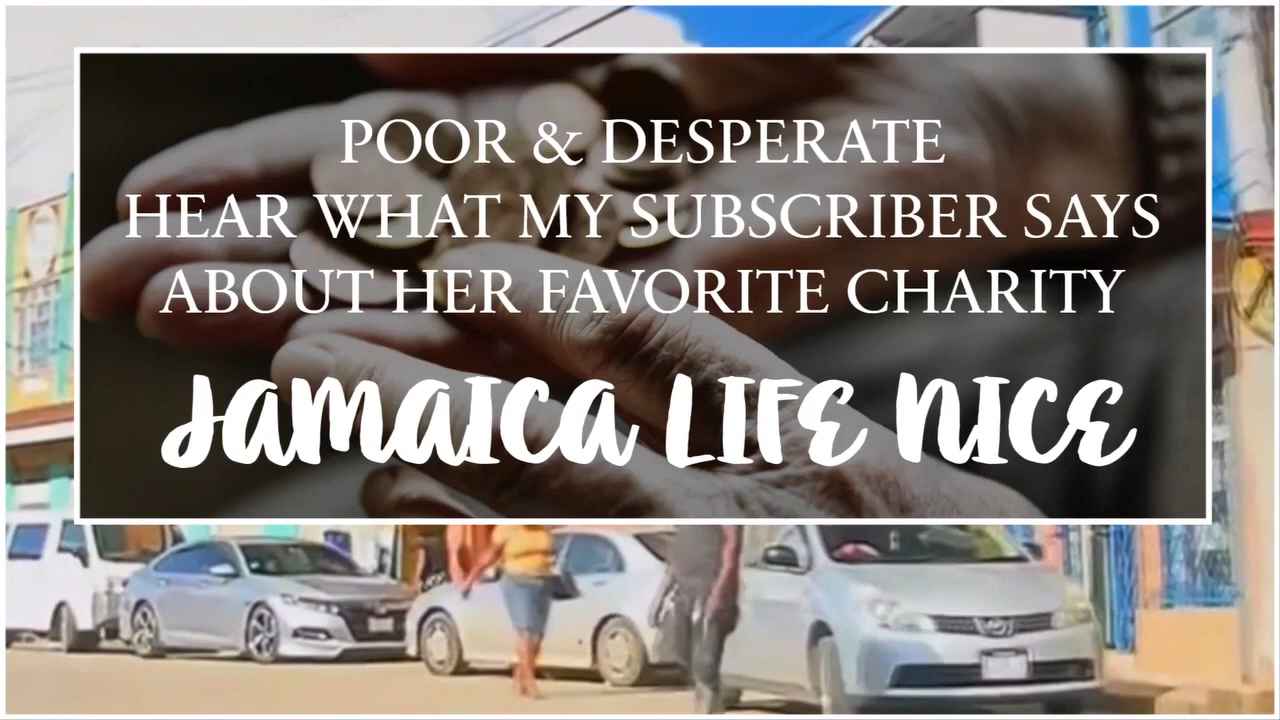 POOR & DESPERATE
HEAR WHAT MY SUBSCRIBER SAYS
ABOUT HER FAVORITE CHARITY
JAMAICA LIFE NICE